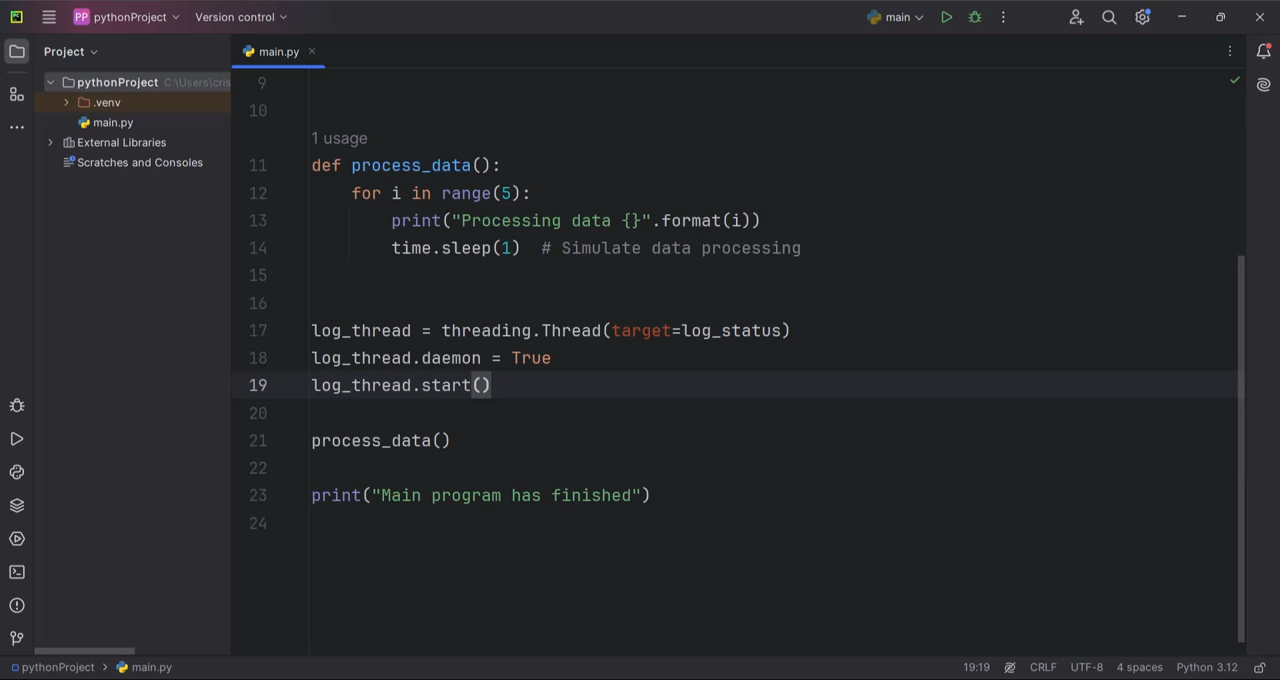 PP pythonProject Version control main
Project main.py
pythonProject C:\Users\cris
.venv
main.py
External Libraries
Scratches and Consoles
9
10
1 usage
11 def process_data():
12 for i in range(5):
13 print("Processing data {}".format(i))
14 time.sleep(1) # Simulate data processing
15
16
17 log_thread = threading.Thread(target=log_status)
18 log_thread.daemon = True
19 log_thread.start()
20
21 process_data()
22
23 print("Main program has finished")
24
pythonProject > main.py 19:19 CRLF UTF-8 4 spaces Python 3.12